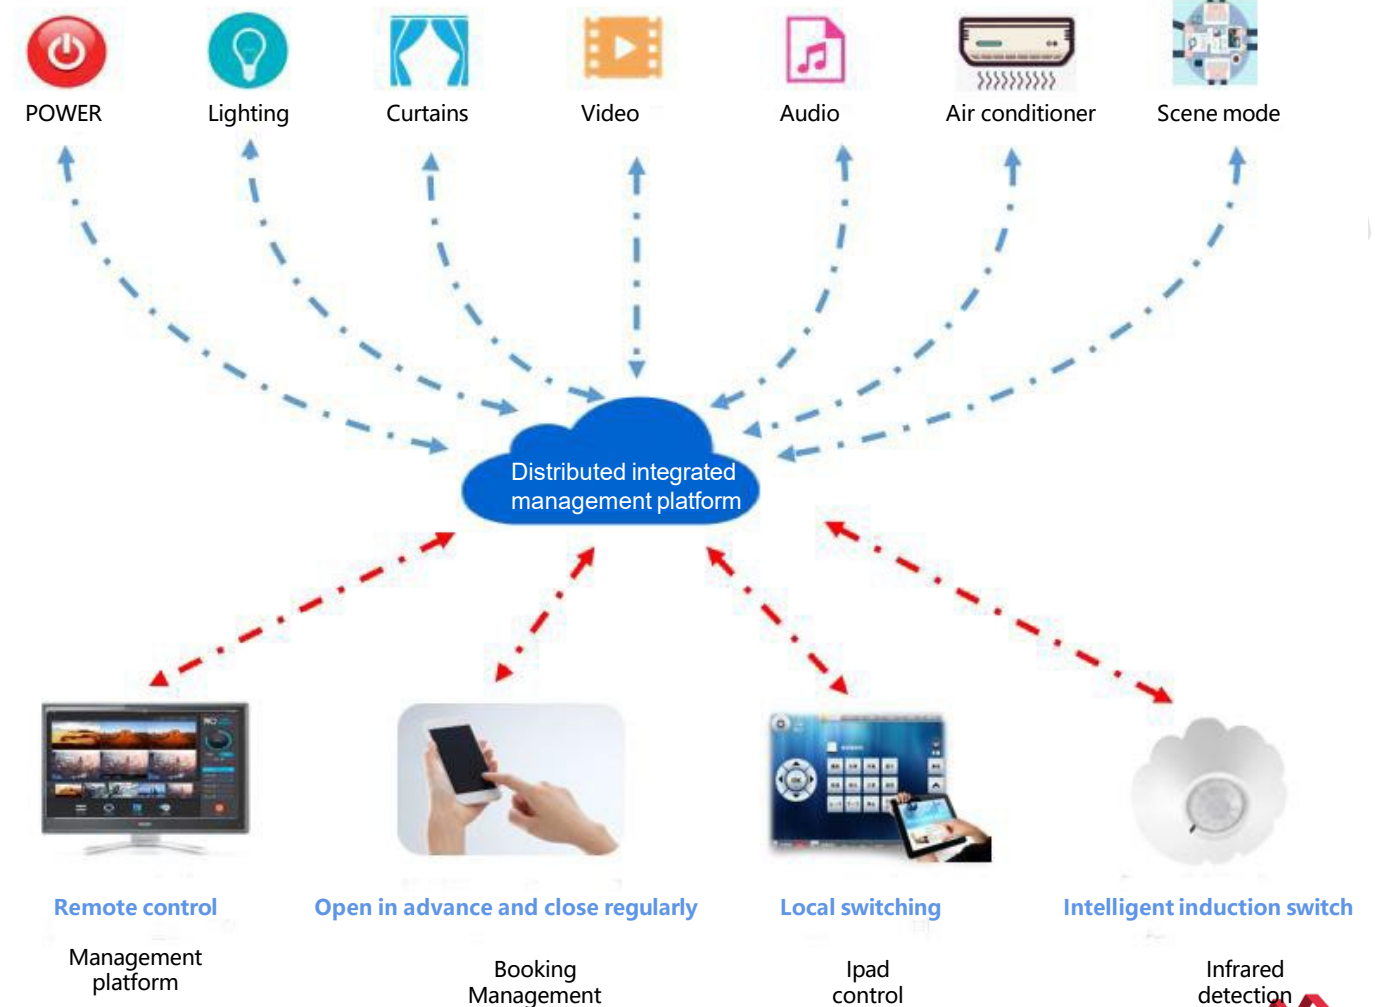 POWER
Lighting
Curtains
Video
Audio
Air conditioner
Scene mode
Distributed integrated
management platform
OK
Remote control
Open in advance and close regularly
Local switching
Intelligent induction switch
Management
platform
Booking
Management
Ipad
control
Infrared
detection